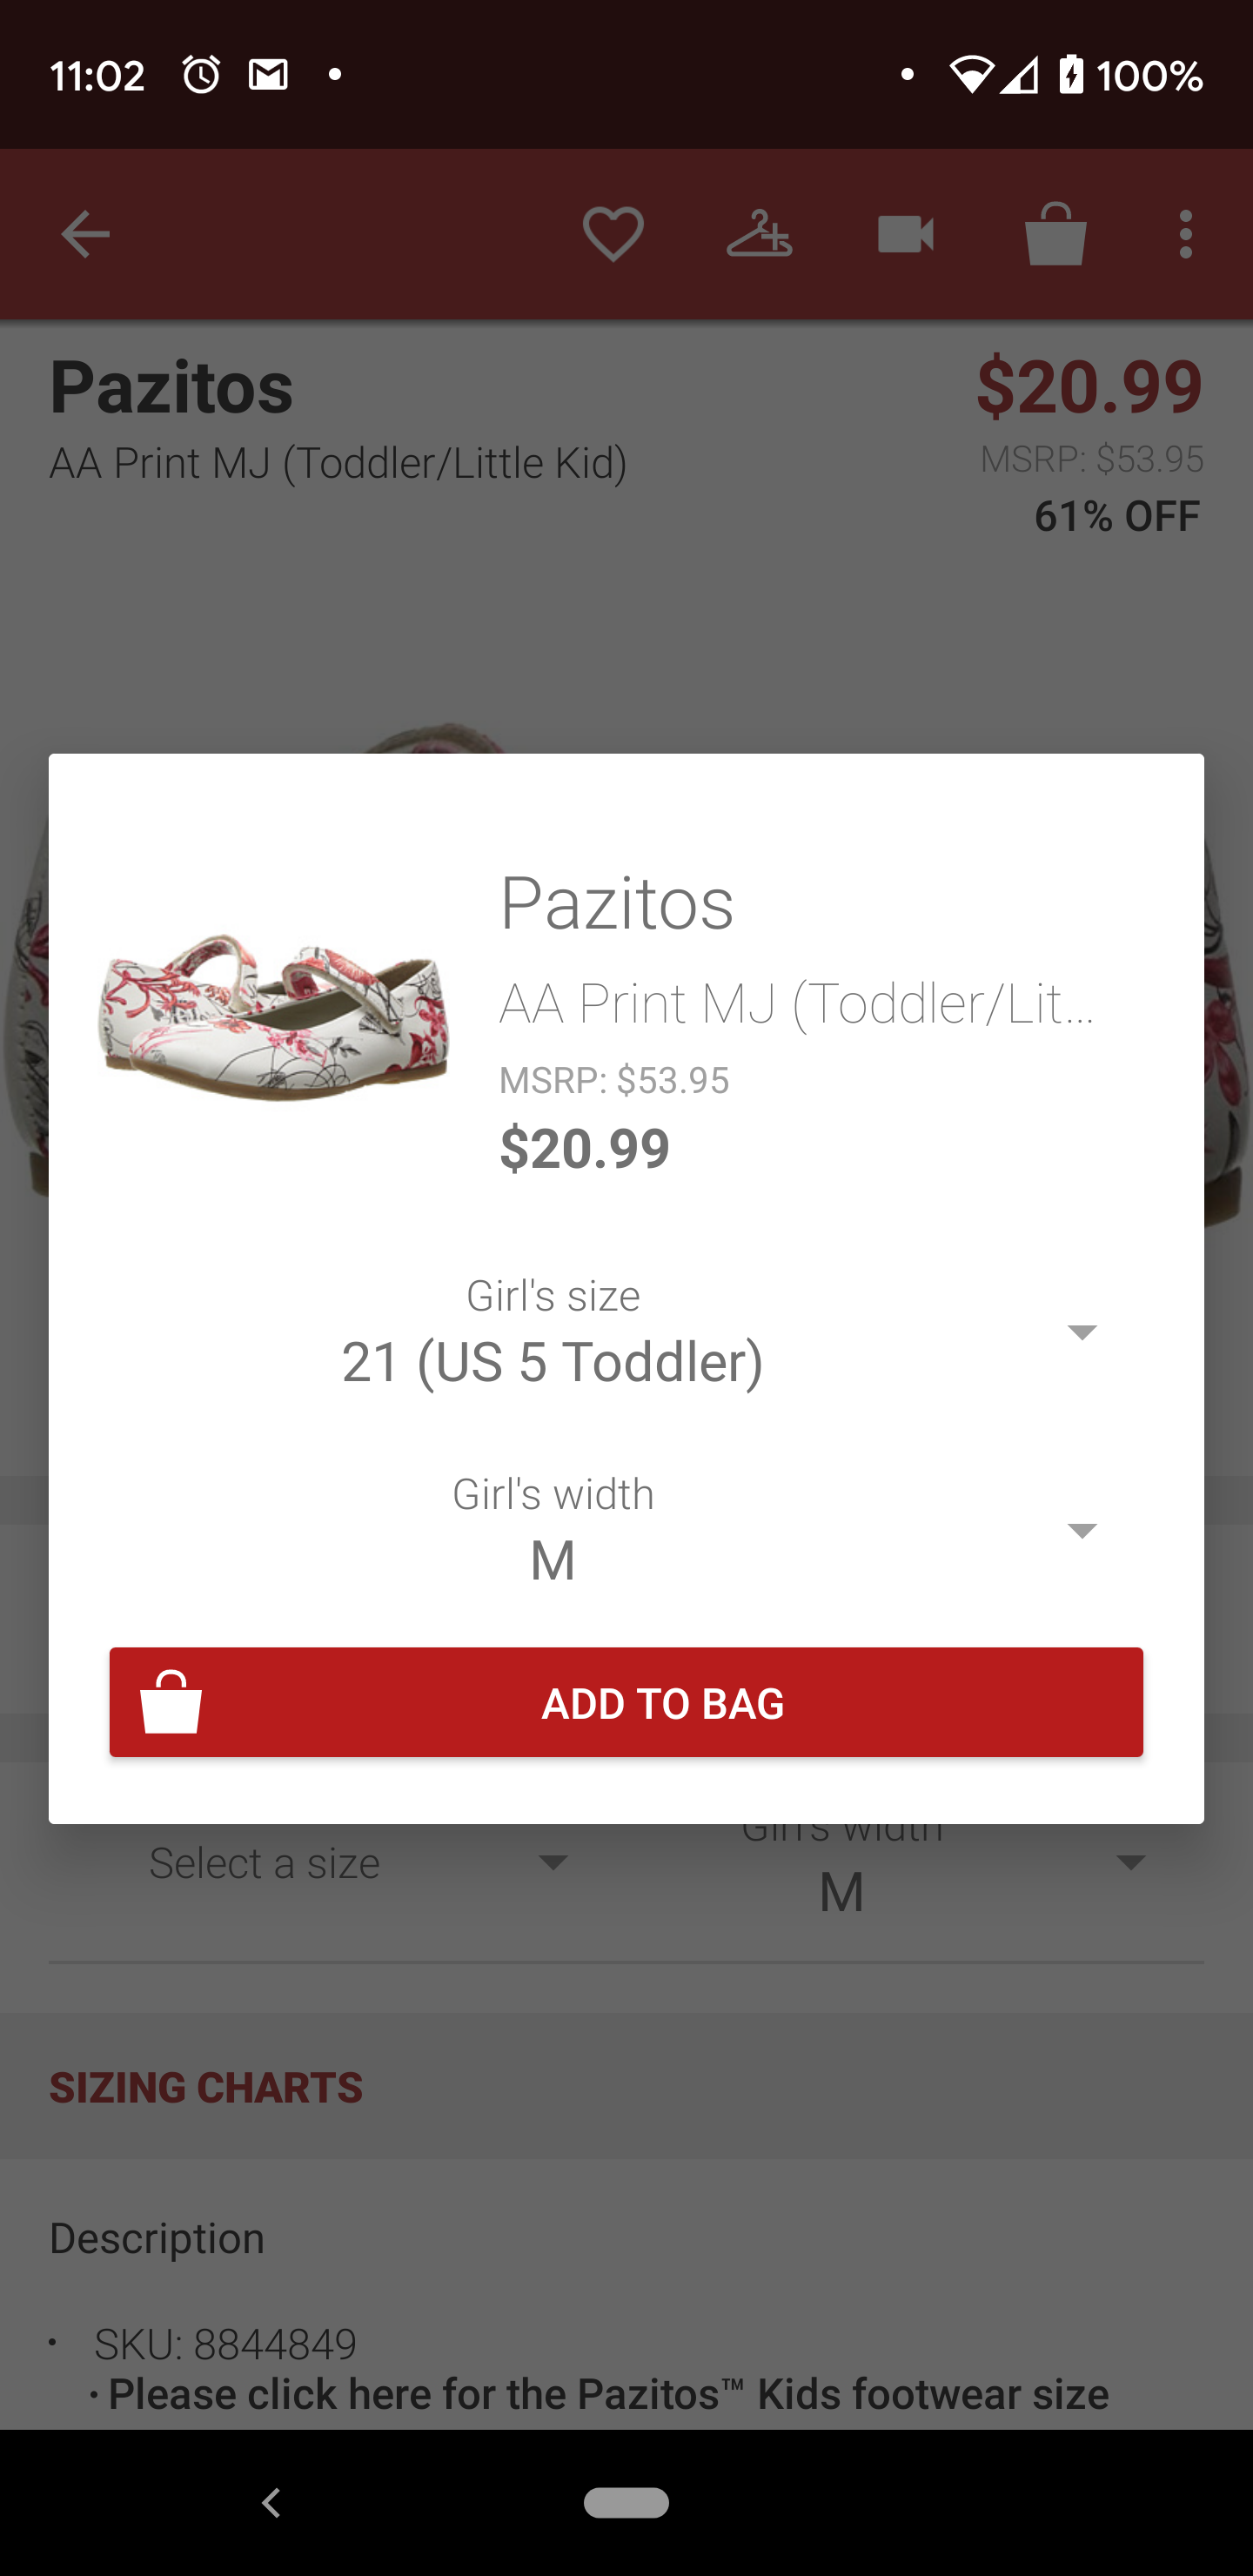 11:02
100%
Pazitos
$20.99
AA Print MJ (Toddler/Little Kid)
MSRP: $53.95
61% OFF
Pazitos
AA Print MJ (Toddler/Lit...
MSRP: $53.95
$20.99
Girl's size
21 (US 5 Toddler)
Girl's width
M
ADD TO BAG
Girl's width
Select a size
M
SIZING CHARTS
Description
• SKU: 8844849
• Please click here for the Pazitos™ Kids footwear size